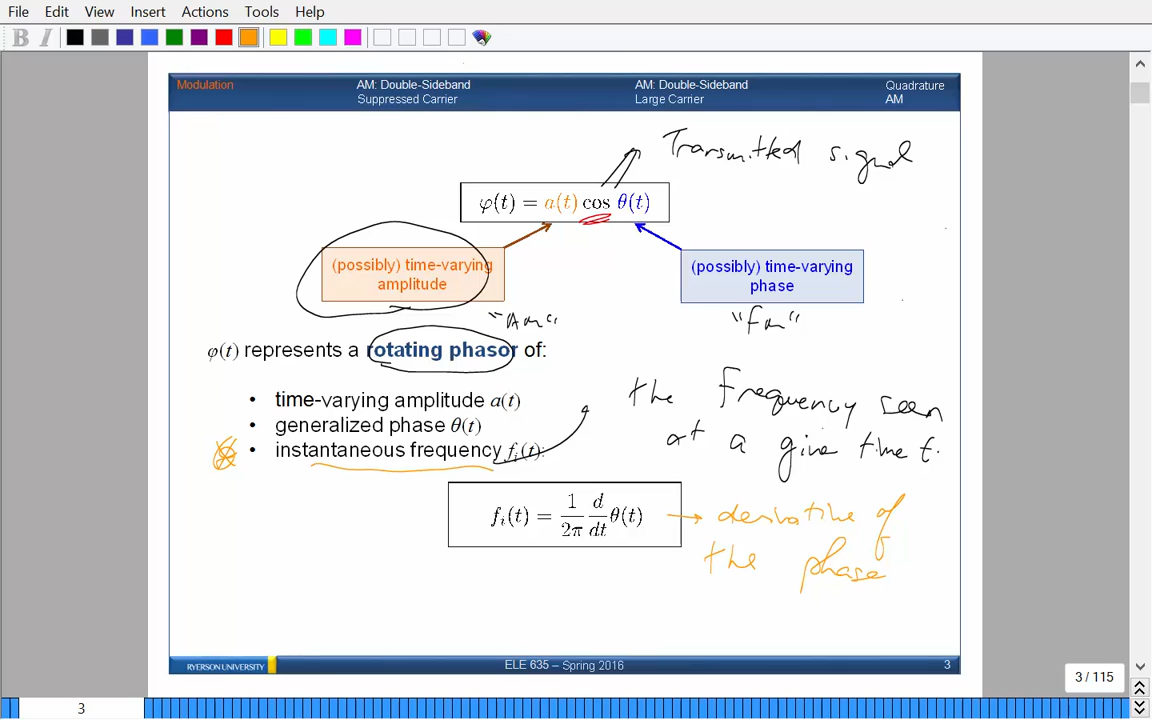 File Edit View Insert Actions Tools Help
B I
Modulation AM: Double-Sideband AM: Double-Sideband Quadrature
Suppressed Carrier Large Carrier AM
Transmitted signal
φ(t) = a(t) cos θ(t)
(possibly) time-varying
amplitude
(possibly) time-varying
phase
"AM"
"FM"
φ(t) represents a rotating phasor of:
• time-varying amplitude a(t)
• generalized phase θ(t)
• instantaneous frequency fᵢ(t):
the Frequency seen
at a give time t.
fᵢ(t) = 1/2π d/dt θ(t)
derivative of
the phase
RYERSON UNIVERSITY ELE 635 – Spring 2016 3
3 / 115
3